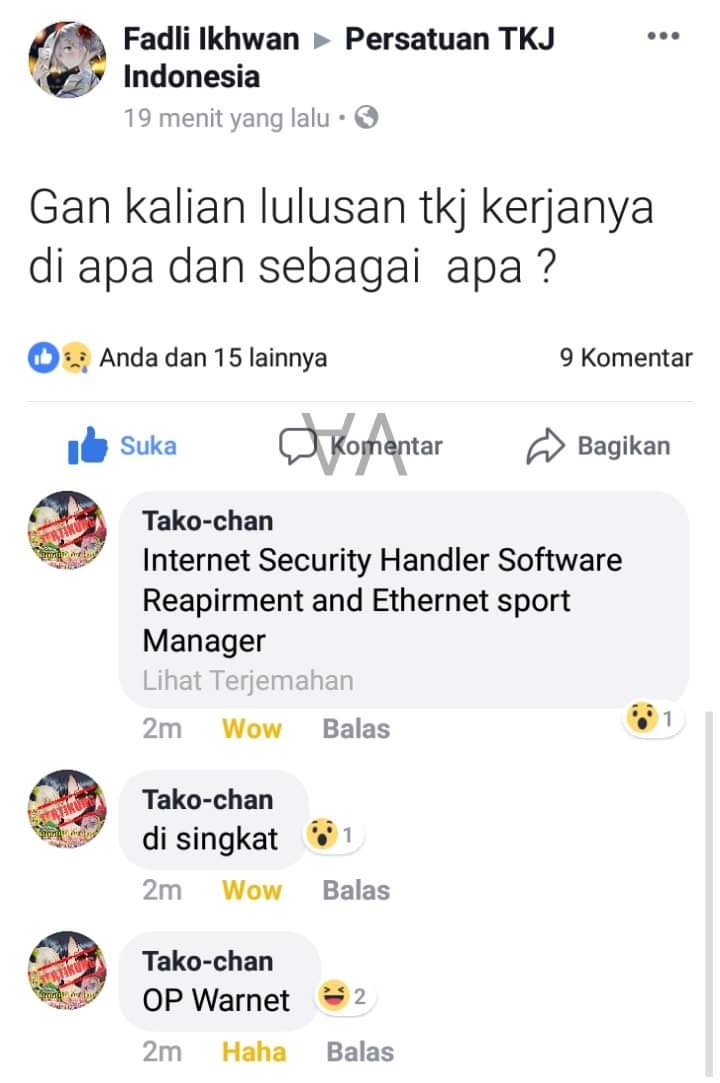 Fadli Ikhwan ▶ Persatuan TKJ
Indonesia
19 menit yang lalu •
Gan kalian lulusan tkj kerjanya
di apa dan sebagai apa ?
Anda dan 15 lainnya
9 Komentar
Suka
Komentar
Bagikan
Tako-chan
Internet Security Handler Software
Reapirment and Ethernet sport
Manager
Lihat Terjemahan
2m Wow Balas
1
Tako-chan
di singkat
1
2m Wow Balas
Tako-chan
OP Warnet
2
2m Haha Balas